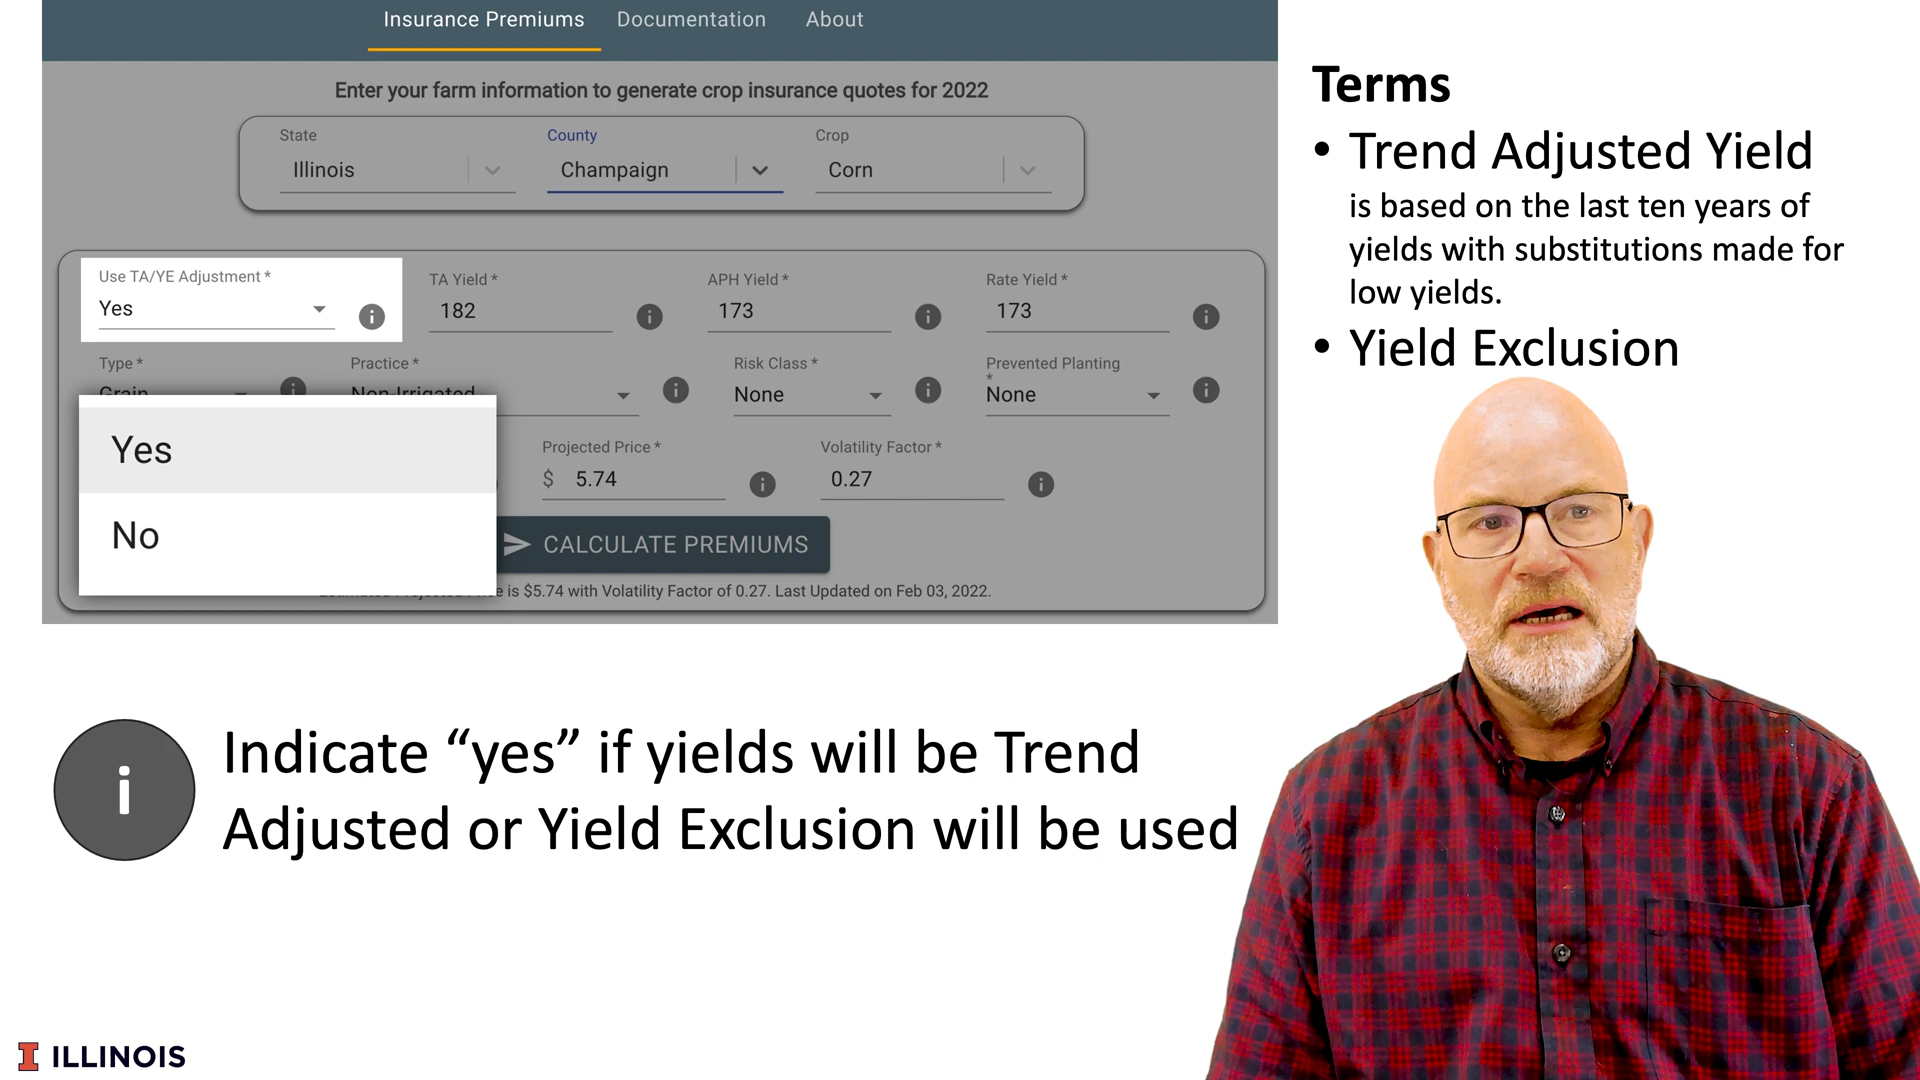 Insurance Premiums Documentation About
Enter your farm information to generate crop insurance quotes for 2022
State County Crop
Illinois Champaign Corn
Use TA/YE Adjustment * TA Yield * APH Yield * Rate Yield *
Yes 182 173 173
Type * Practice * Risk Class * Prevented Planting *
Grain Non-Irrigated None None
Yes
No
Projected Price * Volatility Factor *
$ 5.74 0.27
CALCULATE PREMIUMS
is $5.74 with Volatility Factor of 0.27. Last Updated on Feb 03, 2022.
Terms
• Trend Adjusted Yield
is based on the last ten years of
yields with substitutions made for
low yields.
• Yield Exclusion
i Indicate “yes” if yields will be Trend
Adjusted or Yield Exclusion will be used
I ILLINOIS